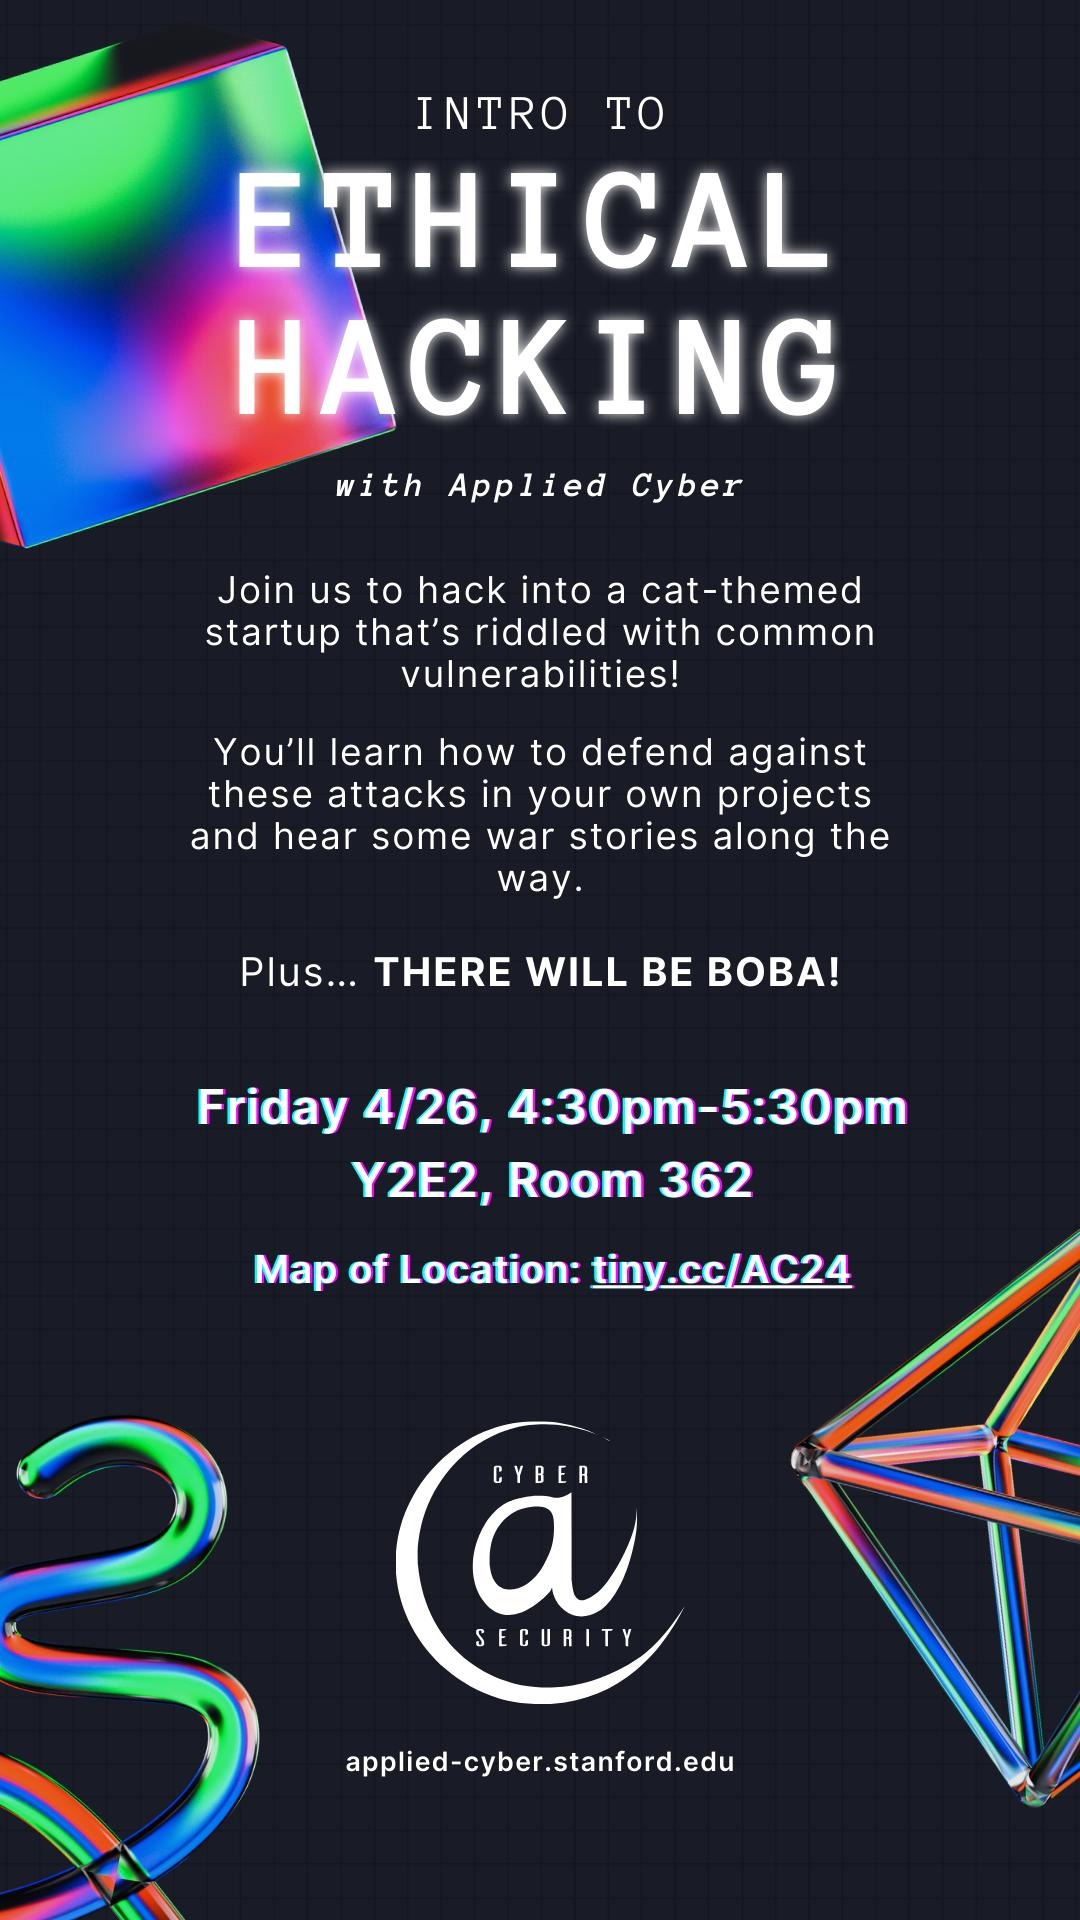 INTRO TO
ETHICAL
HACKING
with Applied Cyber
Join us to hack into a cat-themed
startup that’s riddled with common
vulnerabilities!
You’ll learn how to defend against
these attacks in your own projects
and hear some war stories along the
way.
Plus... THERE WILL BE BOBA!
Friday 4/26, 4:30pm-5:30pm
Y2E2, Room 362
Map of Location: tiny.cc/AC24
CYBER
a
SECURITY
applied-cyber.stanford.edu